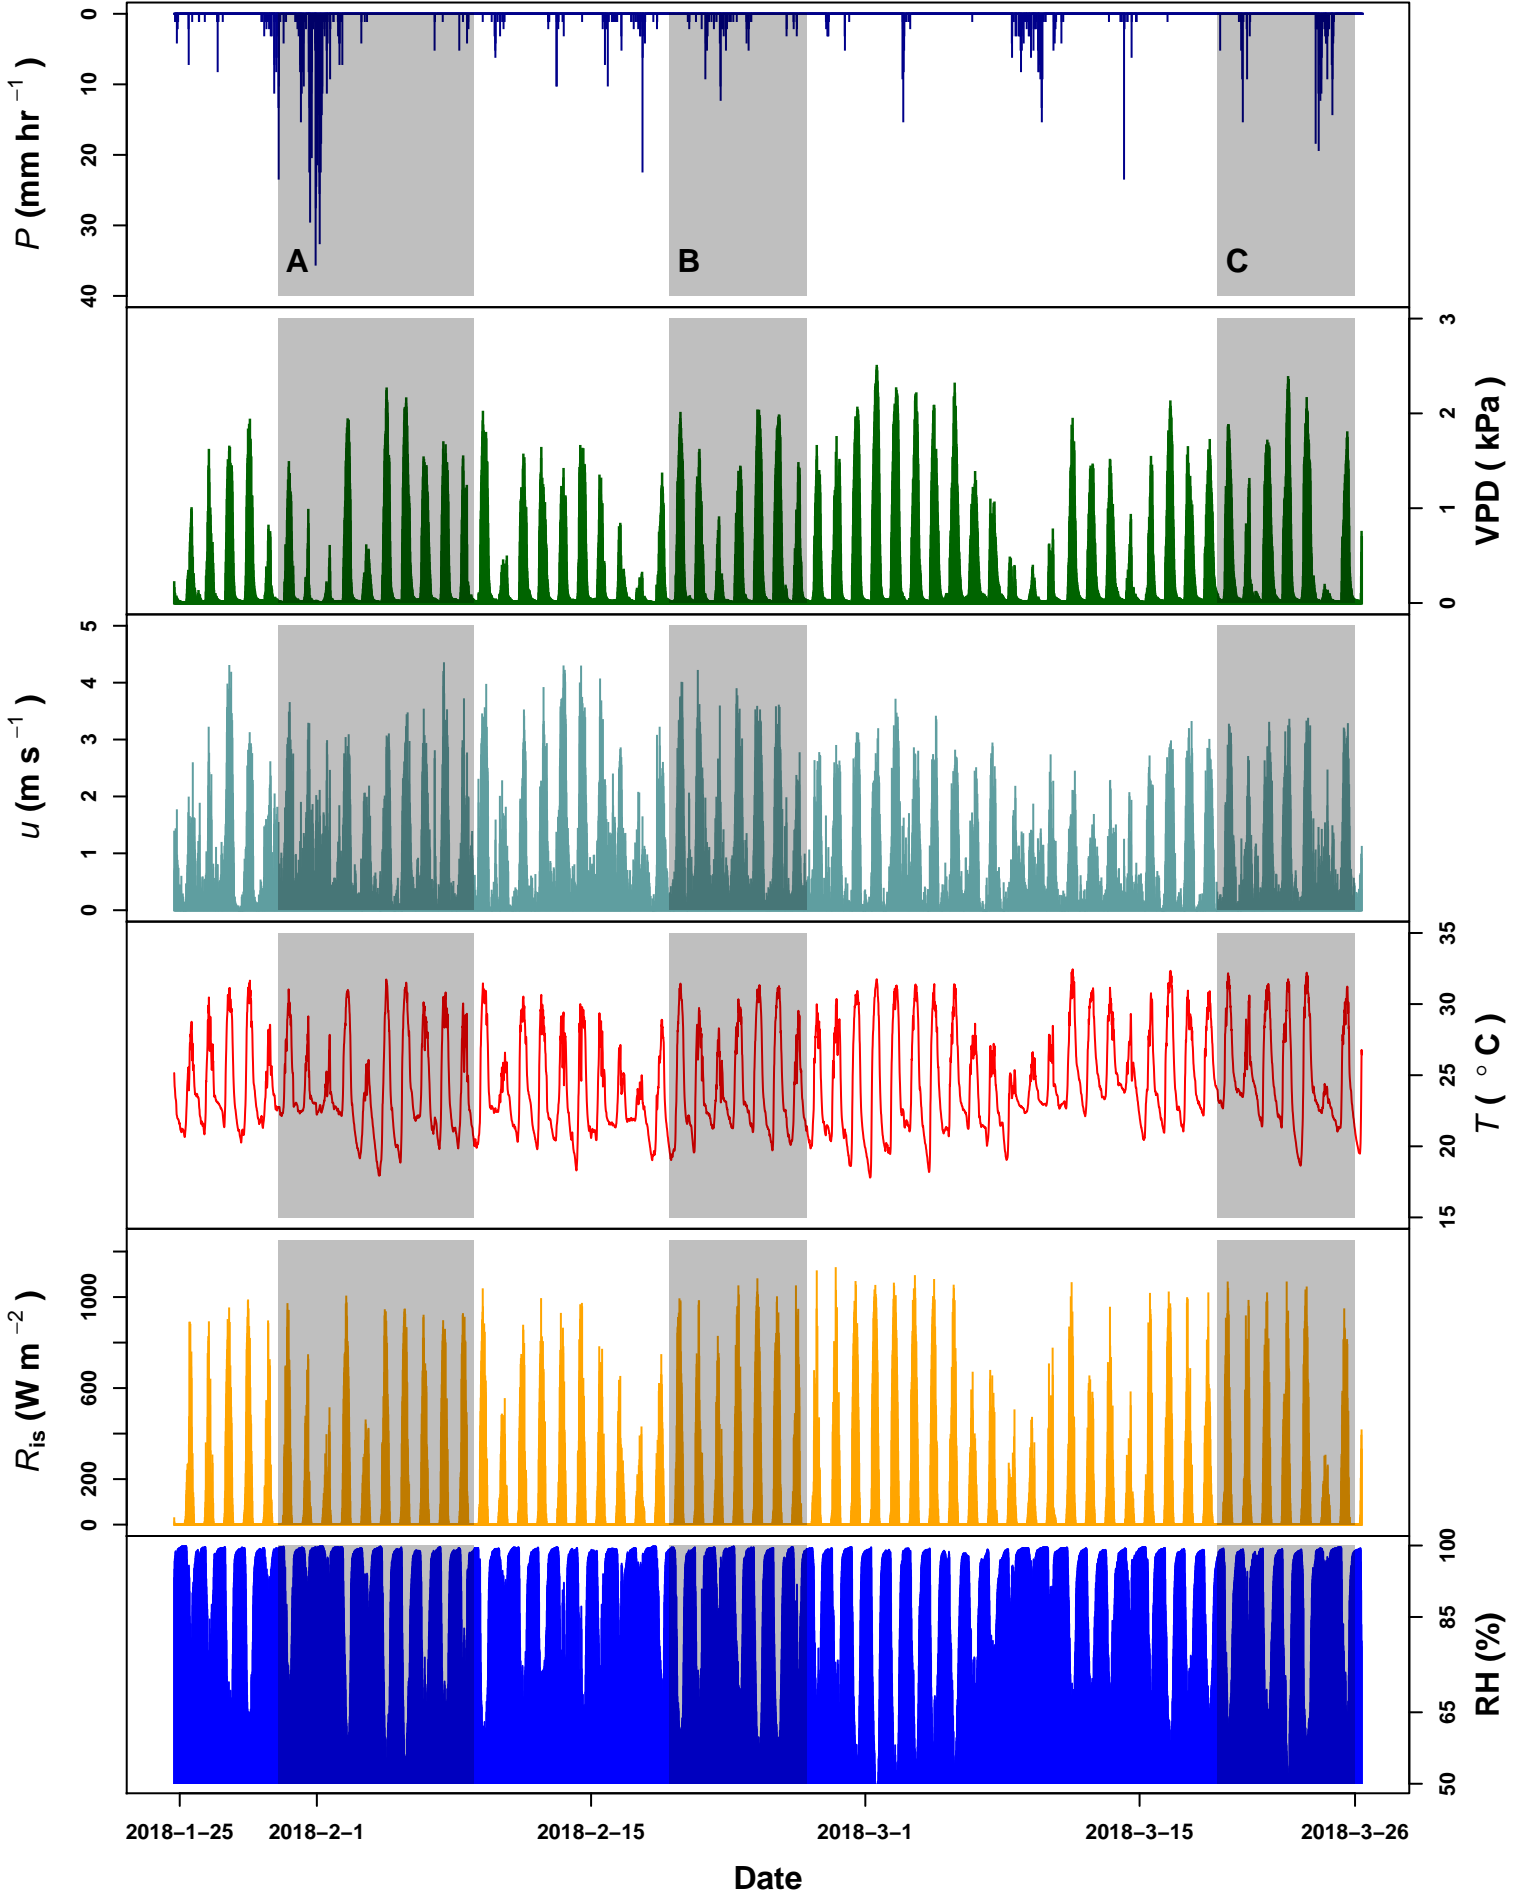 P (mm hr −1 )
0
10
20
30
40
A
B
C
VPD ( kPa )
3
2
1
0
u (m s −1 )
5
4
3
2
1
0
T ( ° C )
35
30
25
20
15
Ris (W m −2 )
1000
600
200
0
RH (%)
100
85
65
50
2018−1−25 2018−2−1 2018−2−15 2018−3−1 2018−3−15 2018−3−26
Date